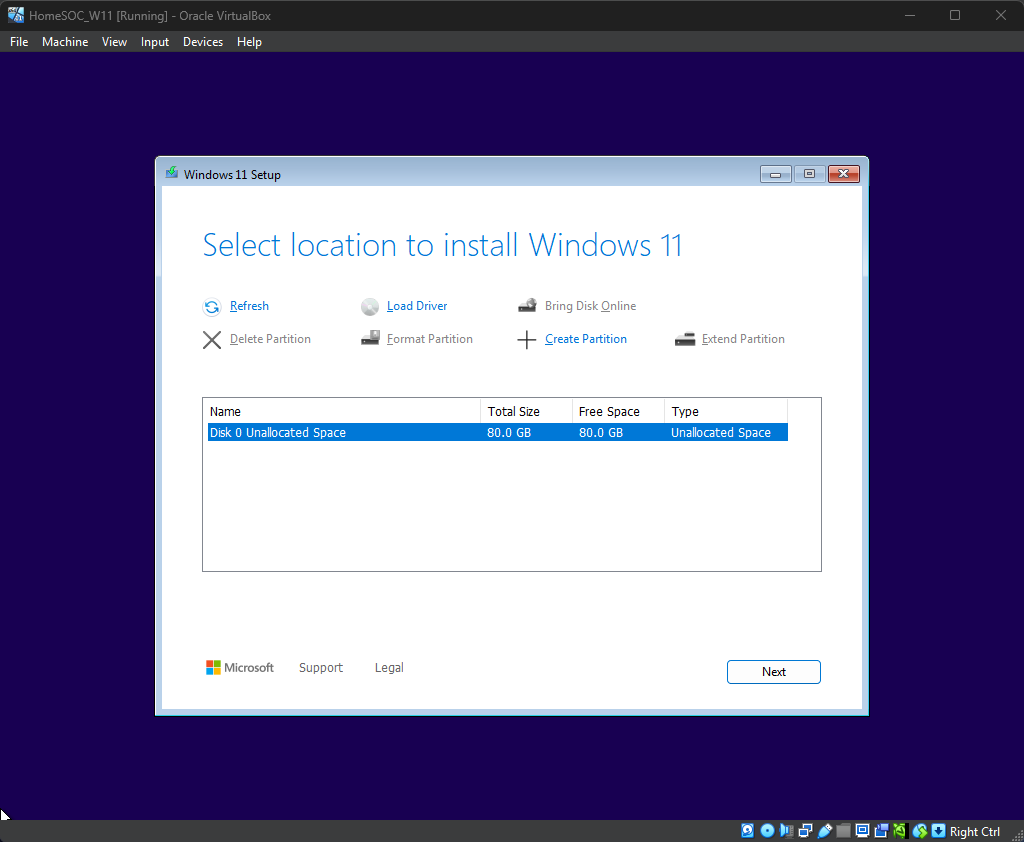 HomeSOC_W11 [Running] - Oracle VirtualBox
File Machine View Input Devices Help
Windows 11 Setup
Select location to install Windows 11
Refresh Load Driver Bring Disk Online
Delete Partition Format Partition Create Partition Extend Partition
Name Total Size Free Space Type
Disk 0 Unallocated Space 80.0 GB 80.0 GB Unallocated Space
Microsoft Support Legal
Next
Right Ctrl